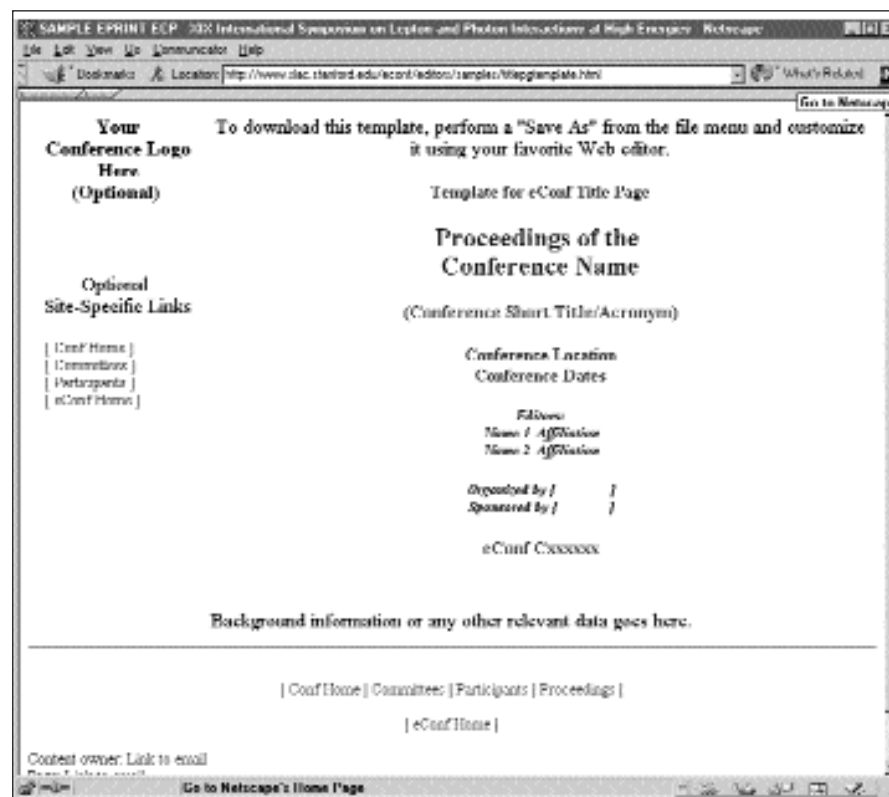 SAMPLE EPRINT ECP XIX International Symposium on Lepton and Photon Interactions at High Energies - Netscape
File Edit View Go Communicator Help
Bookmarks Location: http://www.slac.stanford.edu/econf/editors/samples/titlepgtemplate.html What's Related
Go to Netscape
Your
Conference Logo
Here
(Optional)
Optional
Site-Specific Links
[ Conf Home ]
[ Committees ]
[ Participants ]
[ eConf Home ]
To download this template, perform a "Save As" from the file menu and customize
it using your favorite Web editor.
Template for eConf Title Page
Proceedings of the
Conference Name
(Conference Short Title/Acronym)
Conference Location
Conference Dates
Editors:
Name 1 Affiliation
Name 2 Affiliation
Organized by [ ]
Sponsored by [ ]
eConf Cxxxxxx
Background information or any other relevant data goes here.
| Conf Home | Committees | Participants | Proceedings |
| eConf Home |
Content owner: Link to email
Go to Netscape's Home Page